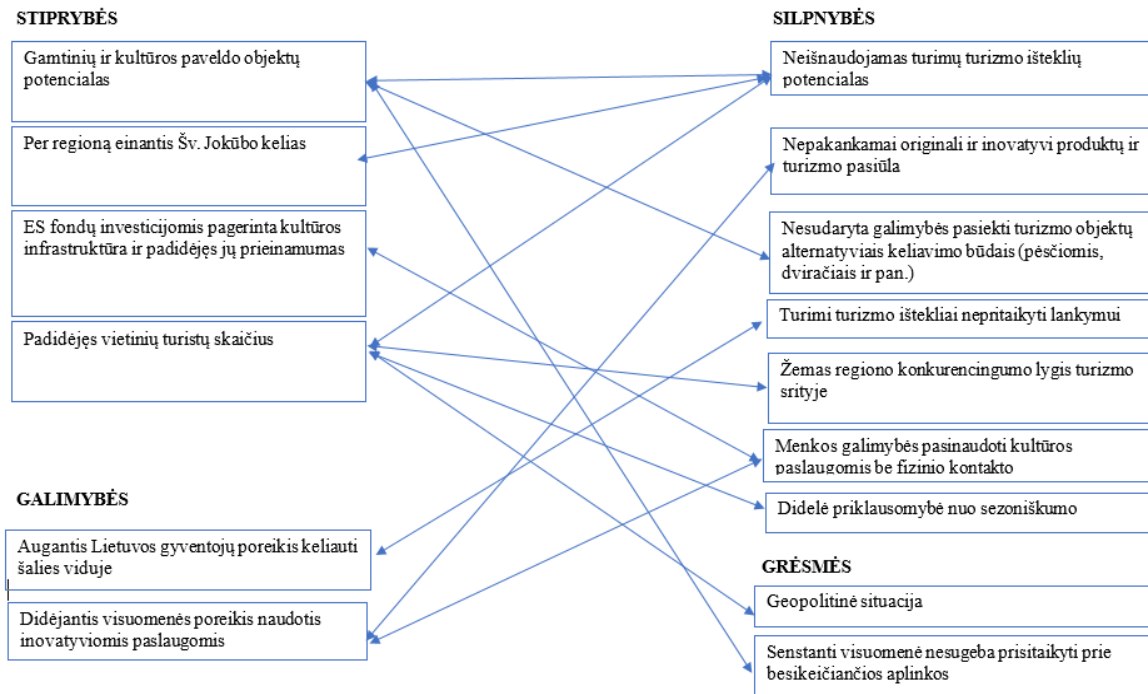 STIPRYBĖS
Gamtinių ir kultūros paveldo objektų
potencialas
Per regioną einantis Šv. Jokūbo kelias
ES fondų investicijomis pagerinta kultūros
infrastruktūra ir padidėjęs jų prieinamumas
Padidėjęs vietinių turistų skaičius
GALIMYBĖS
Augantis Lietuvos gyventojų poreikis keliauti
šalies viduje
Didėjantis visuomenės poreikis naudotis
inovatyviomis paslaugomis
SILPNYBĖS
Neišnaudojamas turimų turizmo išteklių
potencialas
Nepakankamai originali ir inovatyvi produktų ir
turizmo pasiūla
Nesudaryta galimybės pasiekti turizmo objektų
alternatyviais keliavimo būdais (pėsčiomis,
dviračiais ir pan.)
Turimi turizmo ištekliai nepritaikyti lankymui
Žemas regiono konkurencingumo lygis turizmo
srityje
Menkos galimybės pasinaudoti kultūros
paslaugomis be fizinio kontakto
Didelė priklausomybė nuo sezoniškumo
GRĖSMĖS
Geopolitinė situacija
Senstanti visuomenė nesugeba prisitaikyti prie
besikeičiančios aplinkos